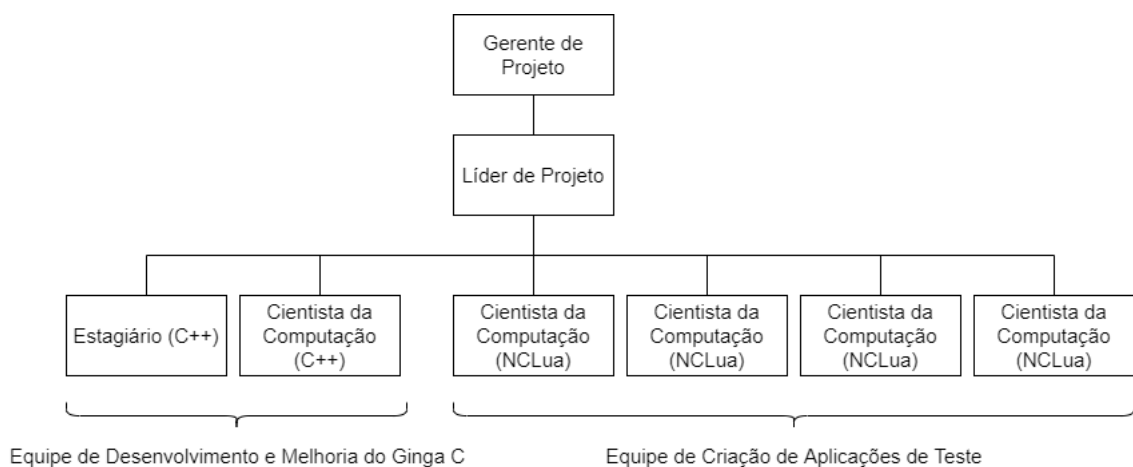 Gerente de
Projeto
Líder de Projeto
Estagiário (C++)
Cientista da
Computação
(C++)
Cientista da
Computação
(NCLua)
Cientista da
Computação
(NCLua)
Cientista da
Computação
(NCLua)
Cientista da
Computação
(NCLua)
Equipe de Desenvolvimento e Melhoria do Ginga C
Equipe de Criação de Aplicações de Teste